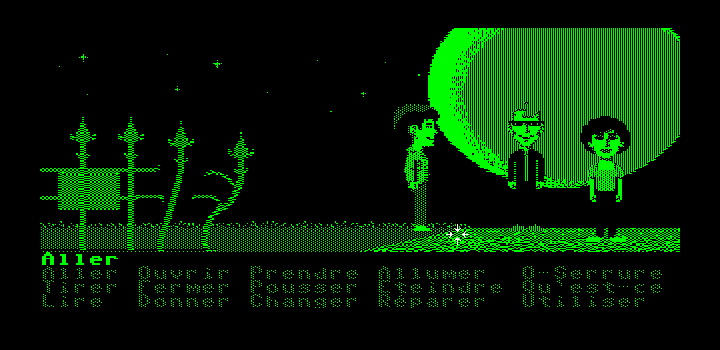 Aller
Aller Ouvrir Prendre Allumer O-Serrure
Tirer Fermer Pousser Eteindre Qu'est-ce
Lire Donner Changer Réparer Utiliser